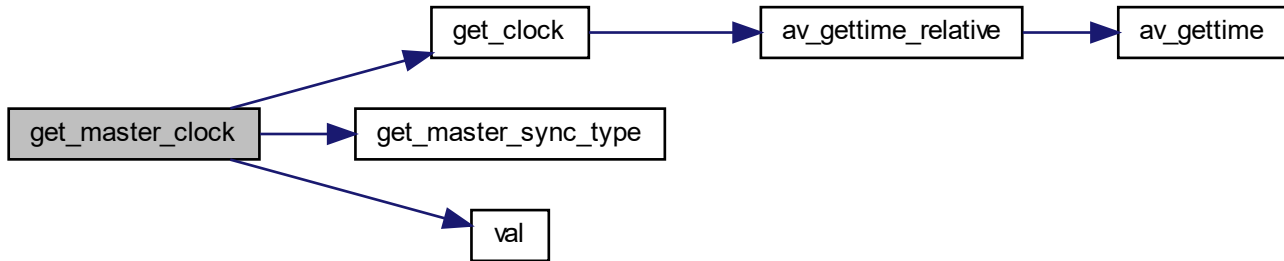 get_clock
av_gettime_relative
av_gettime
get_master_clock
get_master_sync_type
val